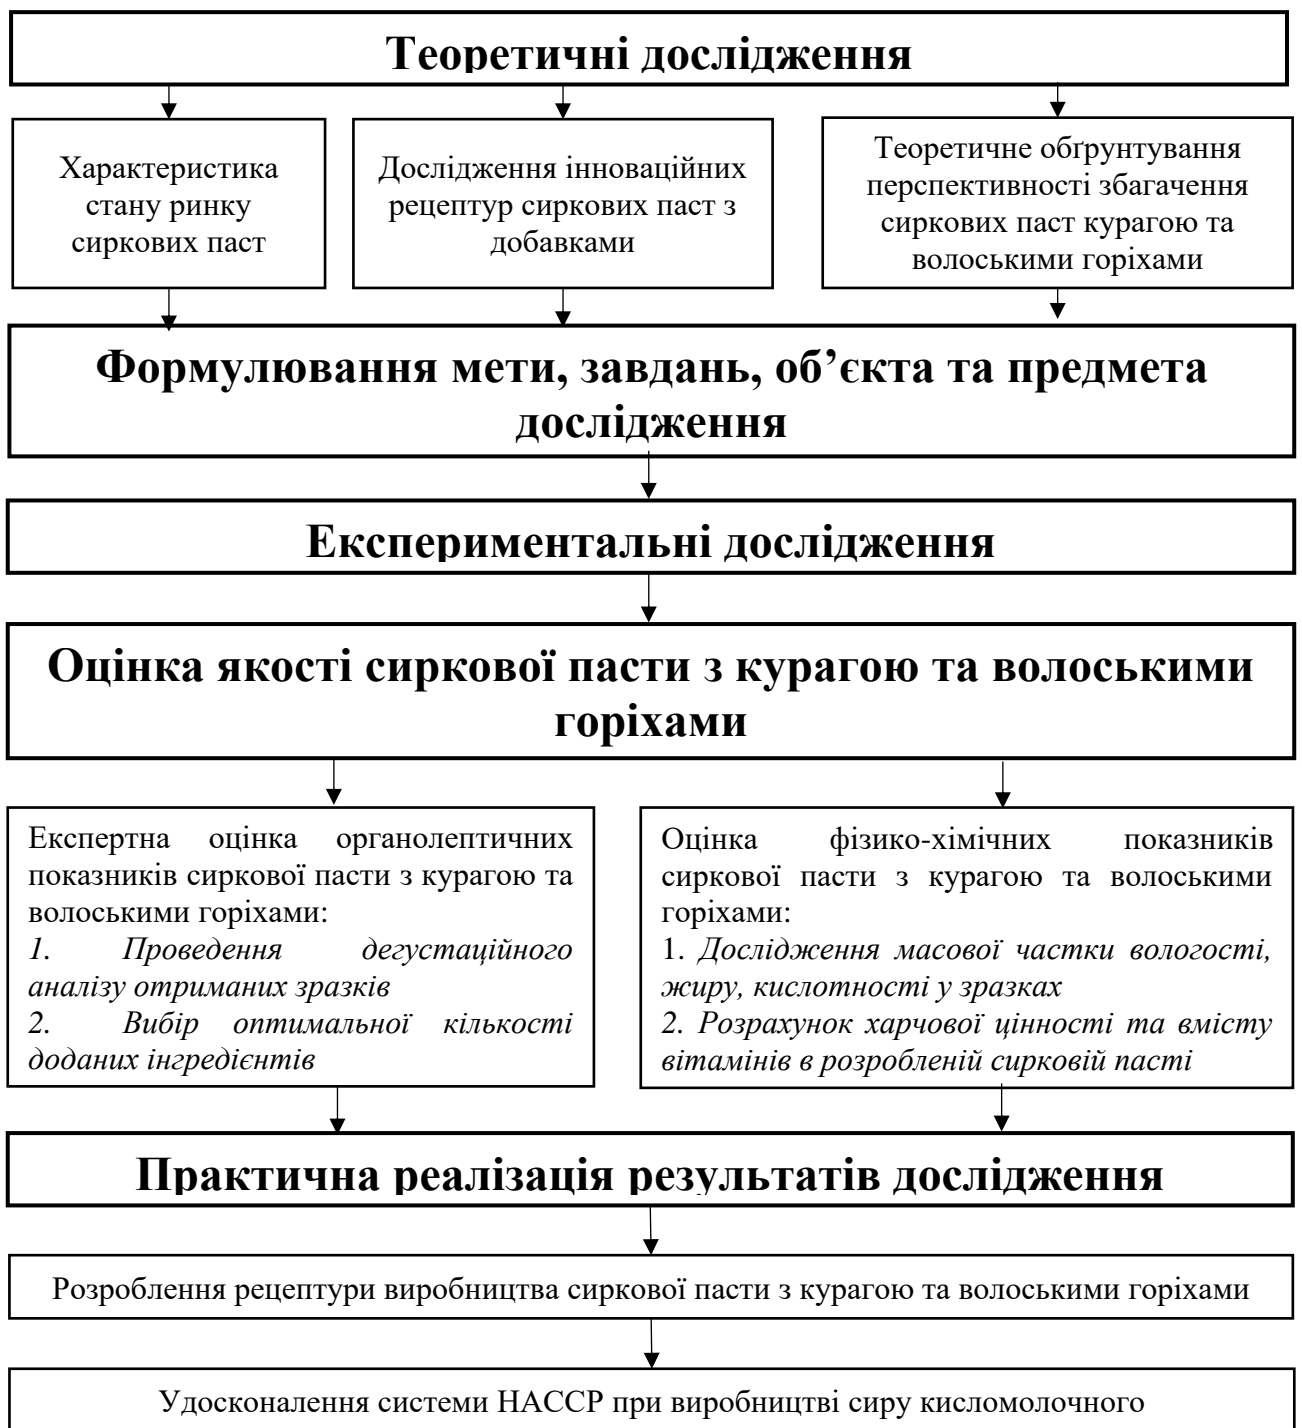 Теоретичні дослідження
Характеристика
стану ринку
сиркових паст
Дослідження інноваційних
рецептур сиркових паст з
добавками
Теоретичне обґрунтування
перспективності збагачення
сиркових паст курагою та
волоськими горіхами
Формулювання мети, завдань, об’єкта та предмета
дослідження
Експериментальні дослідження
Оцінка якості сиркової пасти з курагою та волоськими
горіхами
Експертна оцінка органолептичних
показників сиркової пасти з курагою та
волоськими горіхами:
1. Проведення дегустаційного
аналізу отриманих зразків
2. Вибір оптимальної кількості
доданих інгредієнтів
Оцінка фізико-хімічних показників
сиркової пасти з курагою та волоськими
горіхами:
1. Дослідження масової частки вологості,
жиру, кислотності у зразках
2. Розрахунок харчової цінності та вмісту
вітамінів в розробленій сирковій пасті
Практична реалізація результатів дослідження
Розроблення рецептури виробництва сиркової пасти з курагою та волоськими горіхами
Удосконалення системи НАССР при виробництві сиру кисломолочного